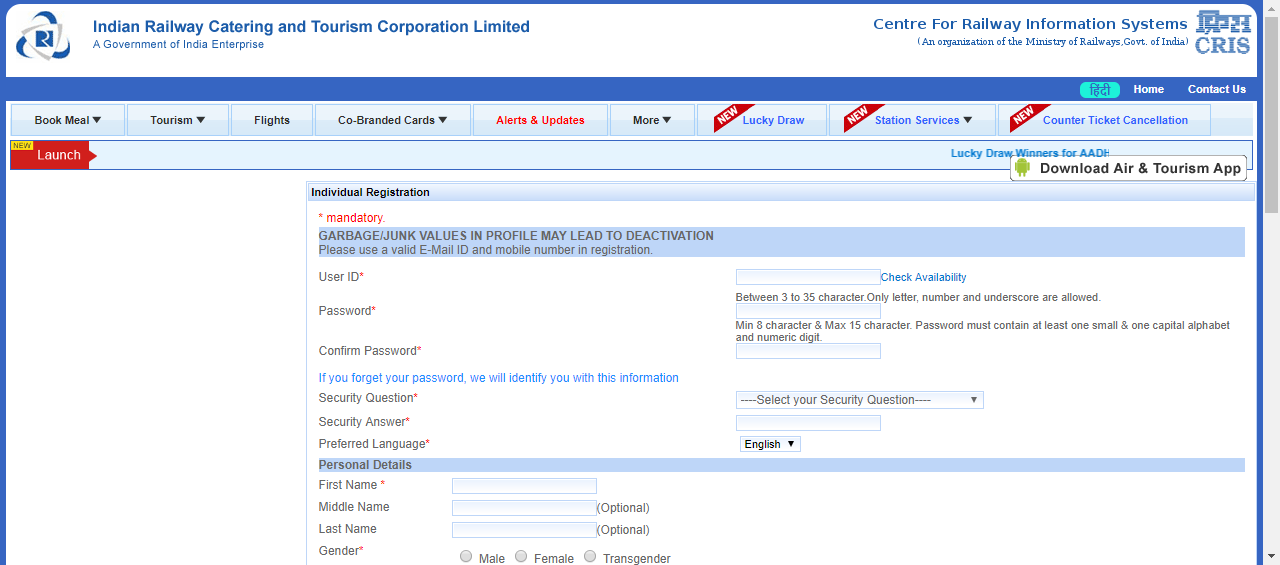 Indian Railway Catering and Tourism Corporation Limited
A Government of India Enterprise
Centre For Railway Information Systems
(An organization of the Ministry of Railways,Govt. of India)
क्रिस
CRIS
हिंदी Home Contact Us
Book Meal Tourism Flights Co-Branded Cards Alerts & Updates More NEW Lucky Draw NEW Station Services NEW Counter Ticket Cancellation
NEW
Launch
Lucky Draw Winners for AADH
Download Air & Tourism App
Individual Registration
* mandatory.
GARBAGE/JUNK VALUES IN PROFILE MAY LEAD TO DEACTIVATION
Please use a valid E-Mail ID and mobile number in registration.
User ID* Check Availability
Between 3 to 35 character.Only letter, number and underscore are allowed.
Password*
Min 8 character & Max 15 character. Password must contain at least one small & one capital alphabet
and numeric digit.
Confirm Password*
If you forget your password, we will identify you with this information
Security Question* ----Select your Security Question----
Security Answer*
Preferred Language* English
Personal Details
First Name *
Middle Name (Optional)
Last Name (Optional)
Gender* Male Female Transgender